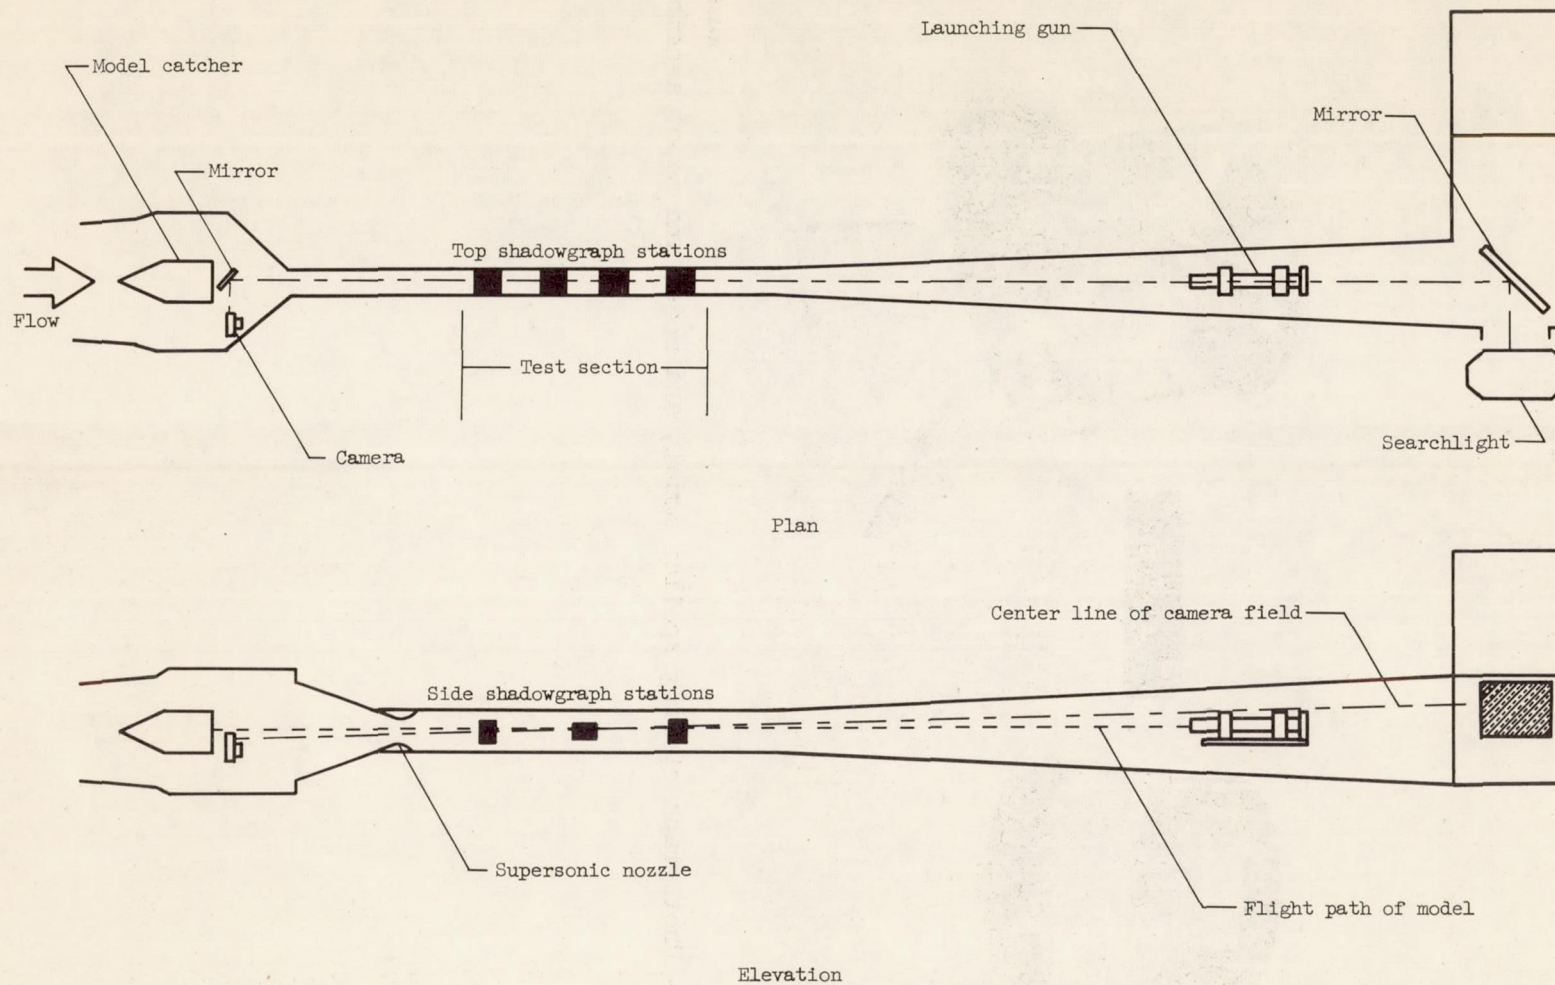 Launching gun
Model catcher
Mirror
Mirror
Top shadowgraph stations
Flow
Test section
Searchlight
Camera
Plan
Center line of camera field
Side shadowgraph stations
Supersonic nozzle
Flight path of model
Elevation